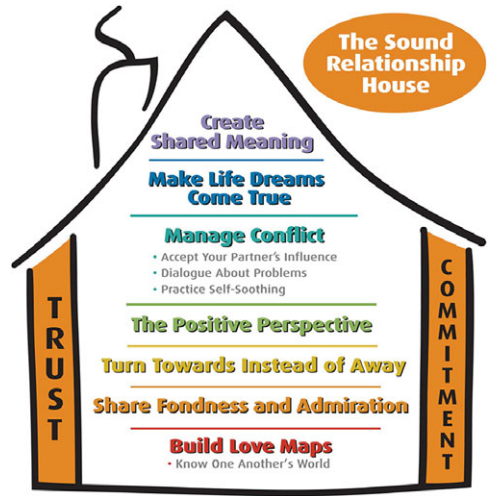 The Sound
Relationship
House
Create
Shared Meaning
Make Life Dreams
Come True
Manage Conflict
• Accept Your Partner's Influence
• Dialogue About Problems
• Practice Self-Soothing
The Positive Perspective
Turn Towards Instead of Away
Share Fondness and Admiration
Build Love Maps
• Know One Another's World
TRUST
COMMITMENT